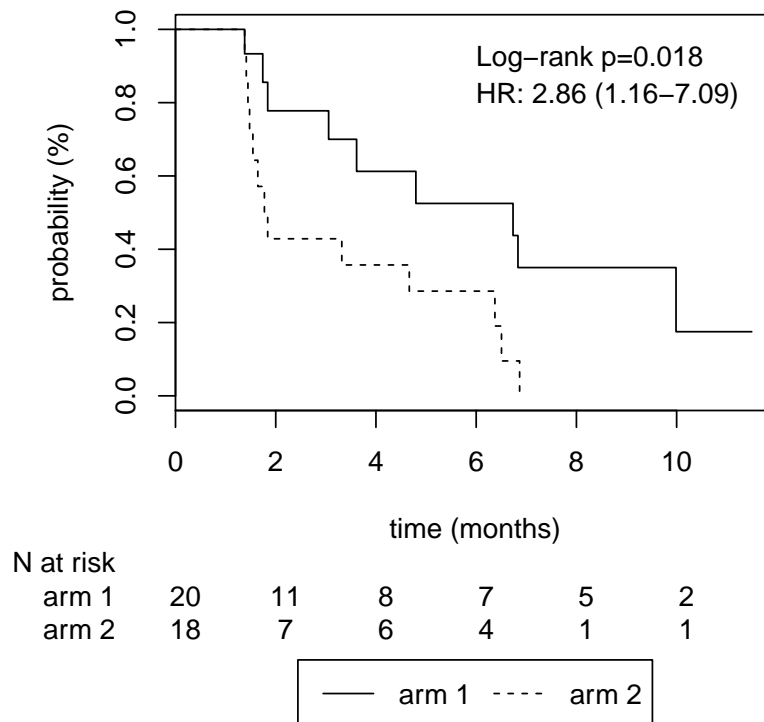 1.0
0.8
0.6
0.4
0.2
0.0
probability (%)
Log−rank p=0.018
HR: 2.86 (1.16−7.09)
0 2 4 6 8 10
time (months)
N at risk
arm 1 20 11 8 7 5 2
arm 2 18 7 6 4 1 1
arm 1 arm 2